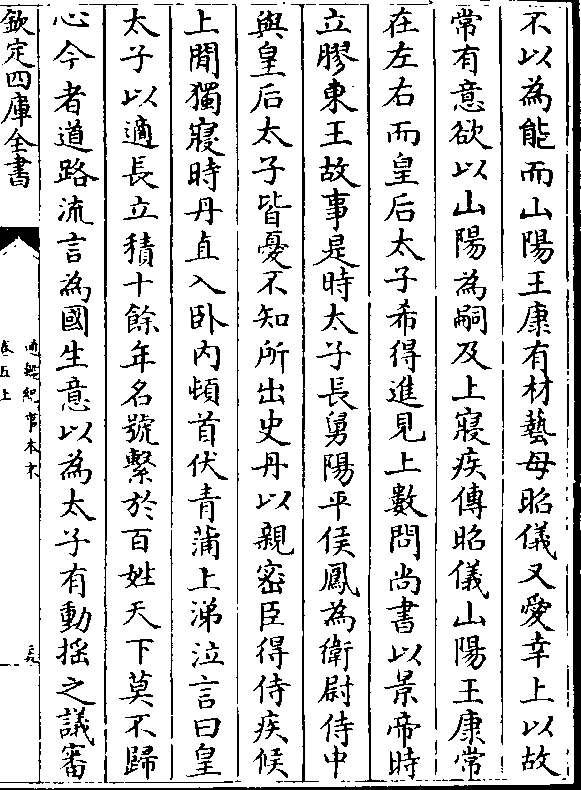 不以為能而山陽王康有材藝母昭儀又愛幸上以故
常有意欲以山陽為嗣及上寢疾傅昭儀山陽王康常
在左右而皇后太子希得進見上數問尚書以景帝時
立膠東王故事是時太子長舅陽平侯鳳為衛尉侍中
與皇后太子皆憂不知所出史丹以親密臣得侍疾候
上間獨寢時丹直入卧内頓首伏青蒲上涕泣言曰皇
太子以適長立積十餘年名號繫於百姓天下莫不歸
心今者道路流言為國生意以為太子有動揺之議審
欽定四庫全書
通鑑紀事本末
卷五上